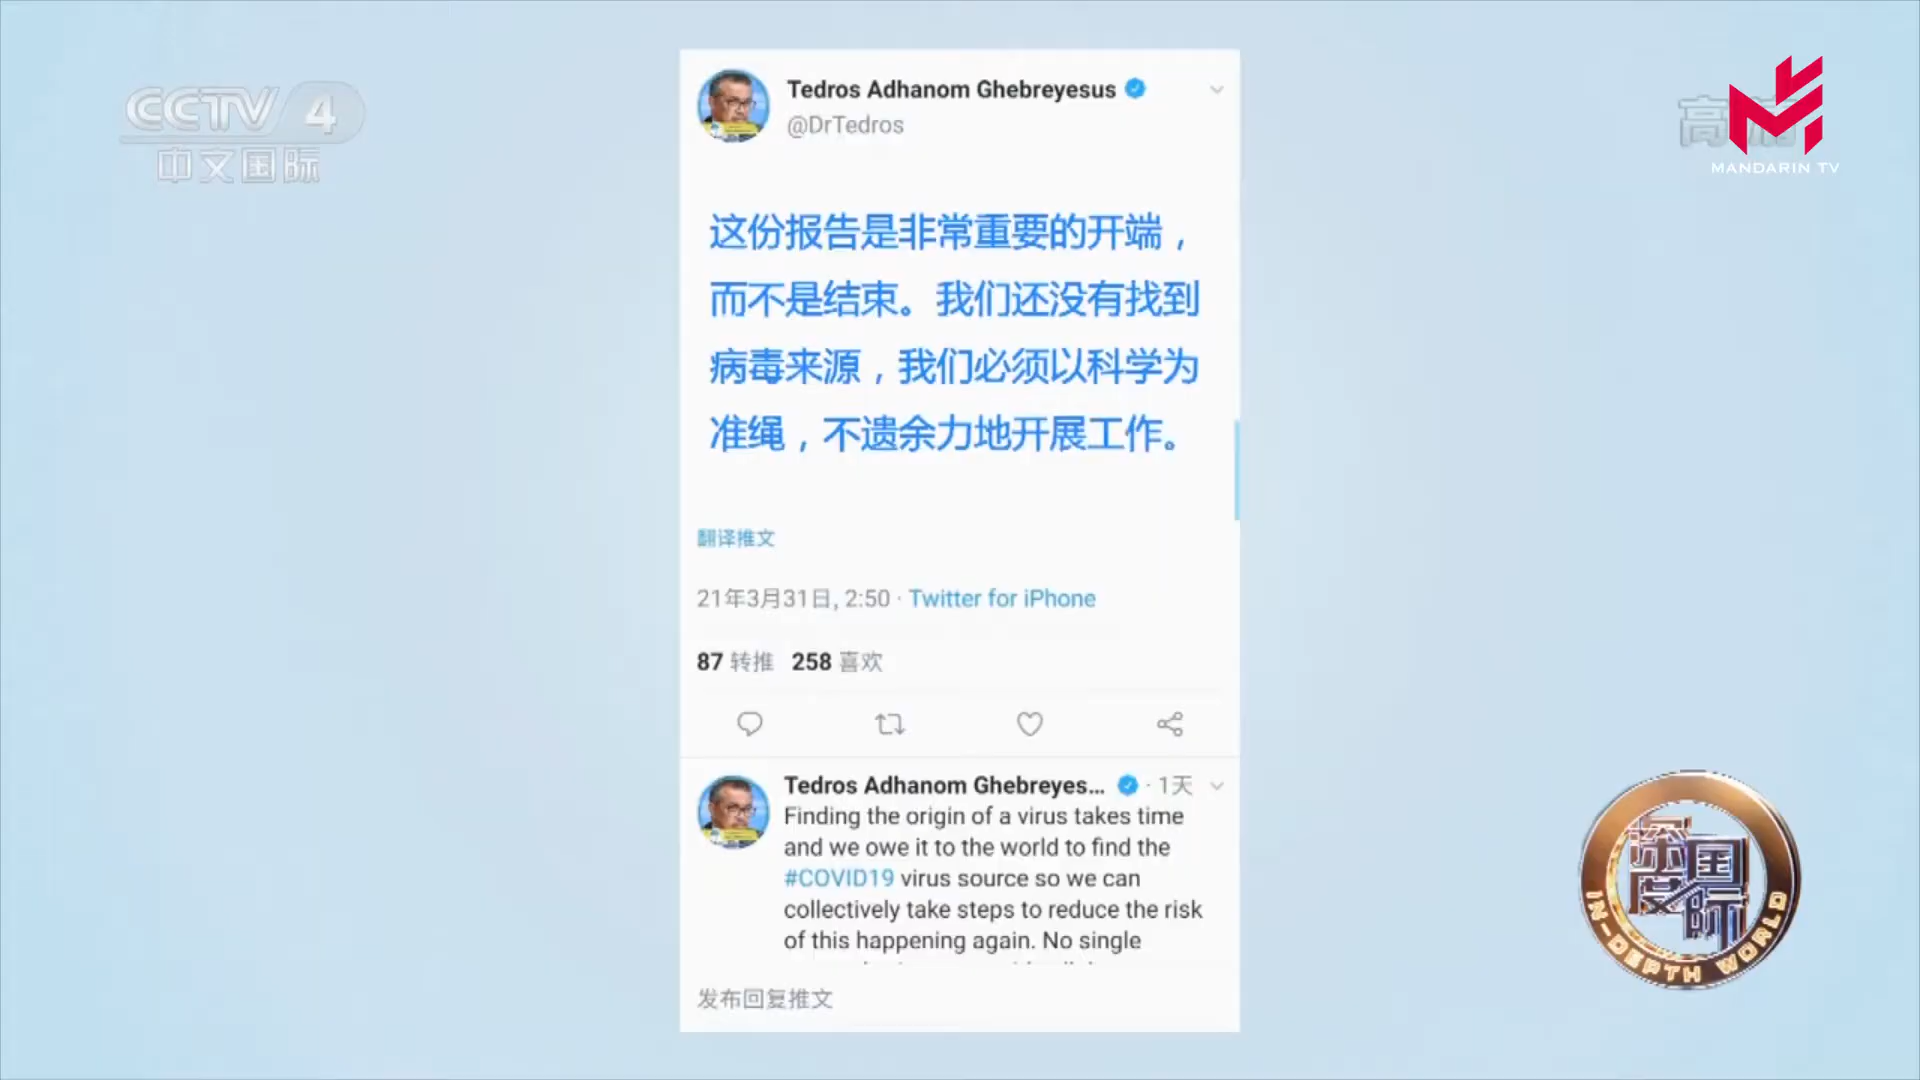 CCTV 4
中文国际
高清
MANDARIN TV
Tedros Adhanom Ghebreyesus
@DrTedros
这份报告是非常重要的开端，
而不是结束。我们还没有找到
病毒来源，我们必须以科学为
准绳，不遗余力地开展工作。
翻译推文
21年3月31日, 2:50 · Twitter for iPhone
87 转推 258 喜欢
Tedros Adhanom Ghebreyes... · 1天
Finding the origin of a virus takes time
and we owe it to the world to find the
#COVID19 virus source so we can
collectively take steps to reduce the risk
of this happening again. No single
发布回复推文
深度国际
IN-DEPTH WORLD